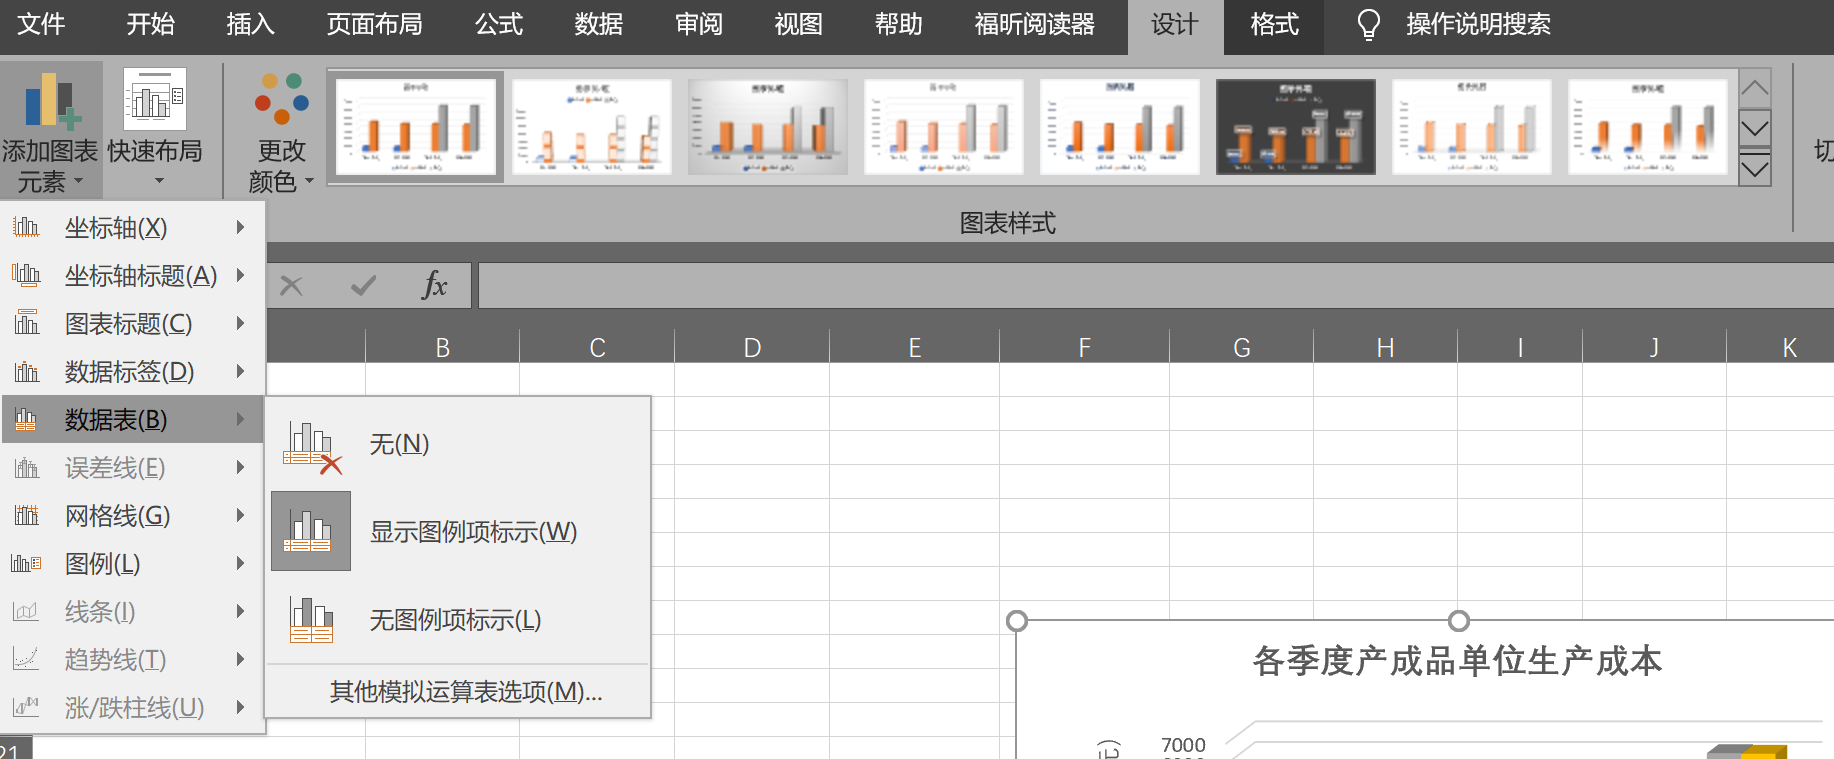 文件 开始 插入 页面布局 公式 数据 审阅 视图 帮助 福昕阅读器 设计 格式 操作说明搜索
添加图表 快速布局 更改
元素 颜色
图表样式
fx
坐标轴(X)
坐标轴标题(A)
图表标题(C)
数据标签(D)
数据表(B)
误差线(E)
网格线(G)
图例(L)
线条(I)
趋势线(T)
涨/跌柱线(U)
B C D E F G H I J K
无(N)
显示图例项标示(W)
无图例项标示(L)
其他模拟运算表选项(M)...
各季度产成品单位生产成本
7000
21